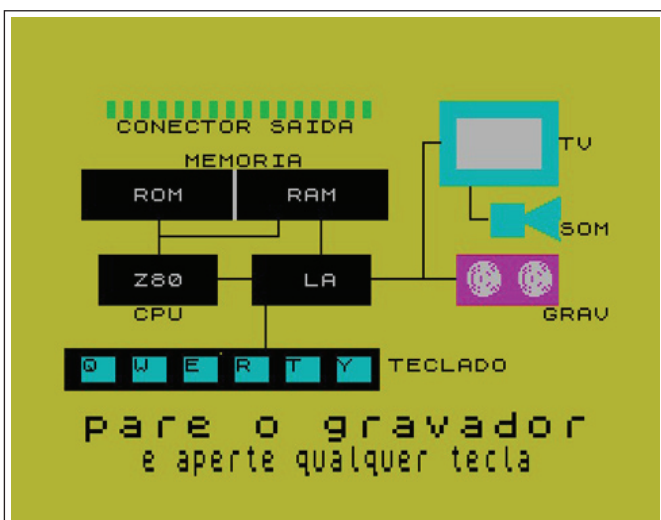 CONECTOR SAIDA
MEMORIA
TV
ROM RAM
SOM
Z80 LA
CPU
GRAV
Q W E R T Y TECLADO
pare o gravador
e aperte qualquer tecla